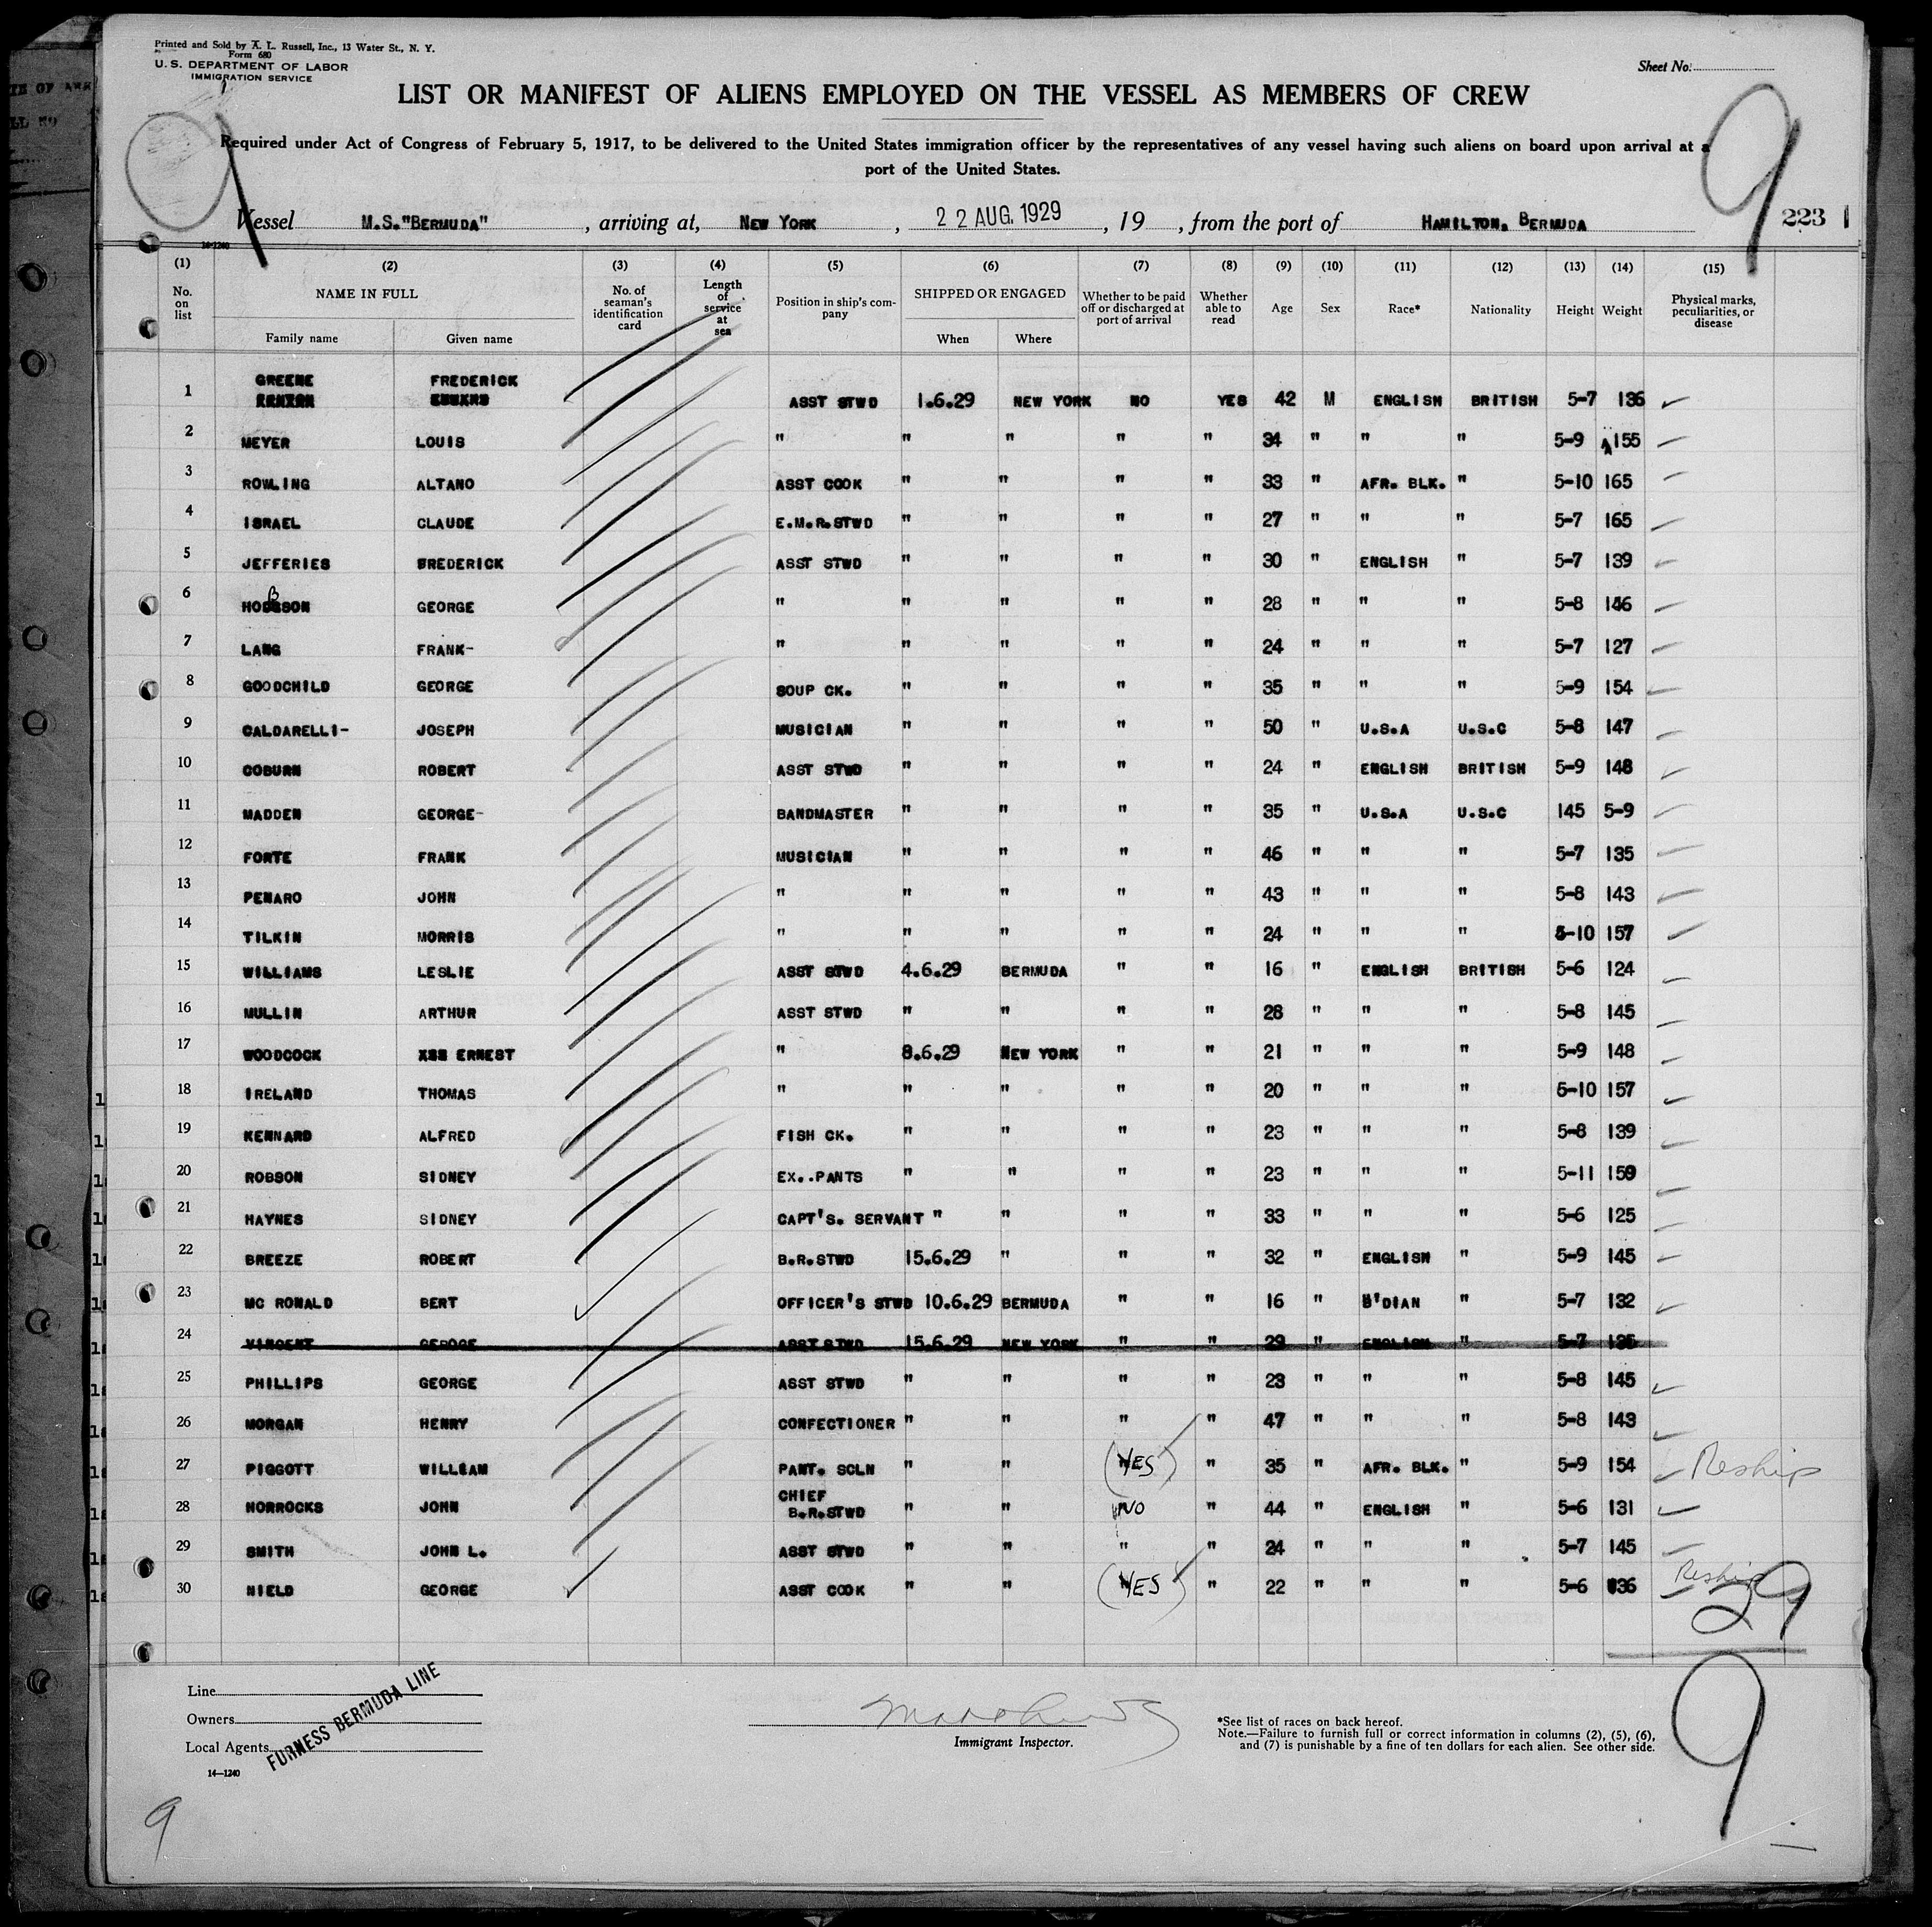 Printed and Sold by A. L. Russell, Inc., 13 Water St., N. Y.
Form 680
U. S. DEPARTMENT OF LABOR
IMMIGRATION SERVICE
Sheet No.
LIST OR MANIFEST OF ALIENS EMPLOYED ON THE VESSEL AS MEMBERS OF CREW
Required under Act of Congress of February 5, 1917, to be delivered to the United States immigration officer by the representatives of any vessel having such aliens on board upon arrival at a
port of the United States.
9 9
Vessel M.S."BERMUDA" , arriving at, NEW YORK , 22 AUG. 1929 , 19 , from the port of HAMILTON, BERMUDA 223
14-1240
(1) (2) (3) (4) (5) (6) (7) (8) (9) (10) (11) (12) (13) (14) (15)
No. on list NAME IN FULL Family name Given name No. of seaman's identification card Length of service at sea Position in ship's company SHIPPED OR ENGAGED When Where Whether to be paid off or discharged at port of arrival Whether able to read Age Sex Race* Nationality Height Weight Physical marks, peculiarities, or disease
1 GREENE FREDERICK ASST STWD 1.6.29 NEW YORK NO YES 42 M ENGLISH BRITISH 5-7 136
2 MEYER LOUIS " " " " " 34 " " " 5-9 155
3 ROWLING ALTANO ASST COOK " " " " 33 " AFR. BLK. " 5-10 165
4 ISRAEL CLAUDE E.M.R.STWD " " " " 27 " " " 5-7 165
5 JEFFERIES FREDERICK ASST STWD " " " " 30 " ENGLISH " 5-7 139
6 HOBSON GEORGE " " " " " 28 " " " 5-8 146
7 LANG FRANK- " " " " " 24 " " " 5-7 127
8 GOODCHILD GEORGE SOUP CK. " " " " 35 " " " 5-9 154
9 CALDARELLI- JOSEPH MUSICIAN " " " " 50 " U.S.A U.S.C 5-8 147
10 COBURN ROBERT ASST STWD " " " " 24 " ENGLISH BRITISH 5-9 148
11 MADDEN GEORGE- BANDMASTER " " " " 35 " U.S.A U.S.C 145 5-9
12 FORTE FRANK MUSICIAN " " " " 46 " " " 5-7 135
13 PENARO JOHN " " " " " 43 " " " 5-8 143
14 TILKIN MORRIS " " " " " 24 " " " 5-10 157
15 WILLIAMS LESLIE ASST STWD 4.6.29 BERMUDA " " 16 " ENGLISH BRITISH 5-6 124
16 MULLIN ARTHUR ASST STWD " " " " 28 " " " 5-8 145
17 WOODCOCK ERNEST " 8.6.29 NEW YORK " " 21 " " " 5-9 148
18 IRELAND THOMAS " " " " " 20 " " " 5-10 157
19 KENNARD ALFRED FISH CK. " " " " 23 " " " 5-8 139
20 ROBSON SIDNEY EX..PANTS " " " " 23 " " " 5-11 159
21 HAYNES SIDNEY CAPT'S. SERVANT " " " " 33 " " " 5-6 125
22 BREEZE ROBERT B.R.STWD 15.6.29 " " " 32 " ENGLISH " 5-9 145
23 MC RONALD BERT OFFICER'S STWD 10.6.29 BERMUDA " " 16 " B'DIAN " 5-7 132
24 VINCENT GEROGE ASST STWD 15.6.29 NEW YORK " " 29 " ENGLISH " 5-7 135
25 PHILLIPS GEORGE ASST STWD " " " " 23 " " " 5-8 145
26 MORGAN HENRY CONFECTIONER " " " " 47 " " " 5-8 143
27 PIGGOTT WILLIAM PANT. SCLN " " (YES) " 35 " AFR. BLK. " 5-9 154 Reship
28 HORROCKS JOHN CHIEF B.R.STWD " " NO " 44 " ENGLISH " 5-6 131
29 SMITH JOHN L. ASST STWD " " " " 24 " " " 5-7 145
30 NIELD GEORGE ASST COOK " " (YES) " 22 " " " 5-6 136 Reship
29
9
Line
Owners
Local Agents
FURNESS BERMUDA LINE
Immigrant Inspector.
*See list of races on back hereof.
Note.—Failure to furnish full or correct information in columns (2), (5), (6),
and (7) is punishable by a fine of ten dollars for each alien. See other side.
14—1240
9